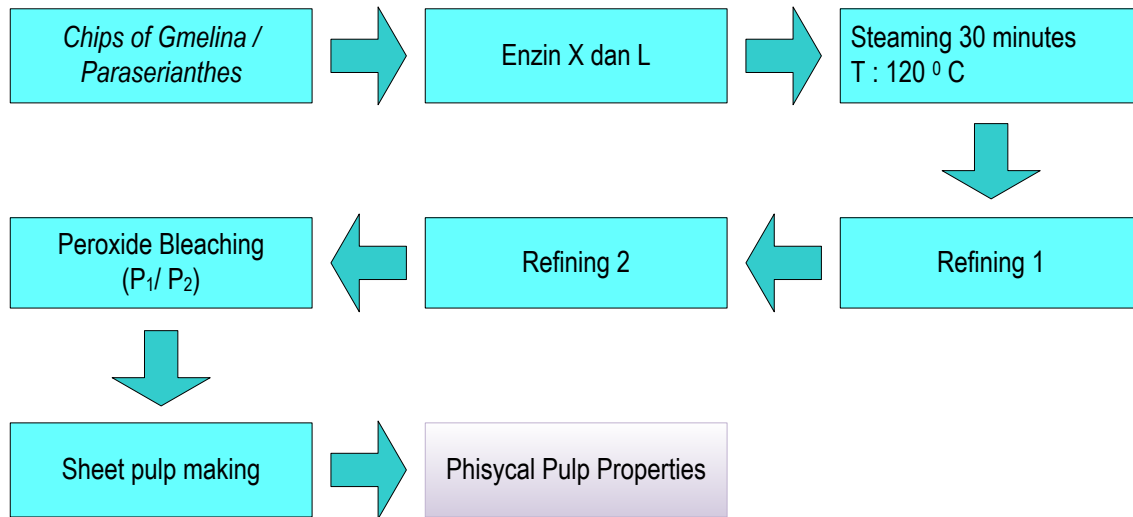 Chips of Gmelina /
Paraserianthes
Enzin X dan L
Steaming 30 minutes
T : 120 ⁰ C
Refining 1
Refining 2
Peroxide Bleaching
(P₁/ P₂)
Sheet pulp making
Phisycal Pulp Properties